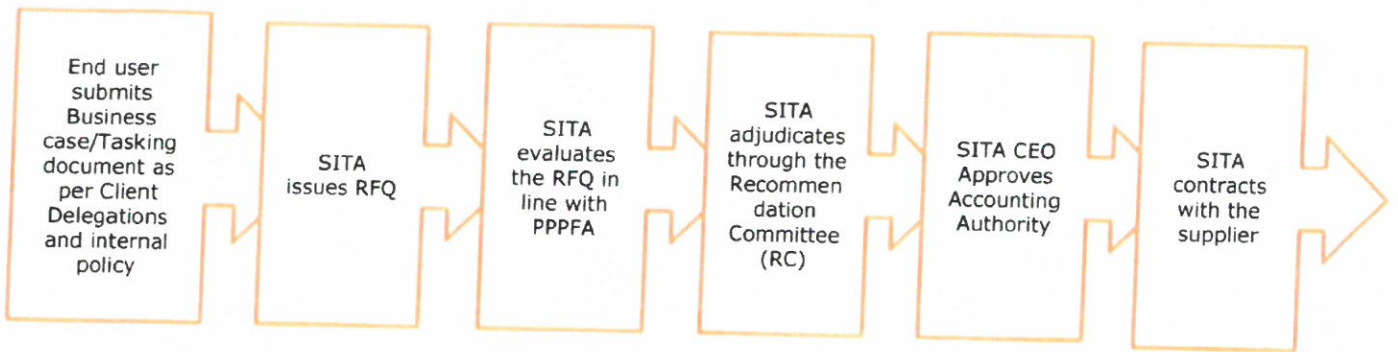 End user
submits
Business
case/Tasking
document as
per Client
Delegations
and internal
policy
SITA
issues RFQ
SITA
evaluates
the RFQ in
line with
PPPFA
SITA
adjudicates
through the
Recommen
dation
Committee
(RC)
SITA CEO
Approves
Accounting
Authority
SITA
contracts
with the
supplier